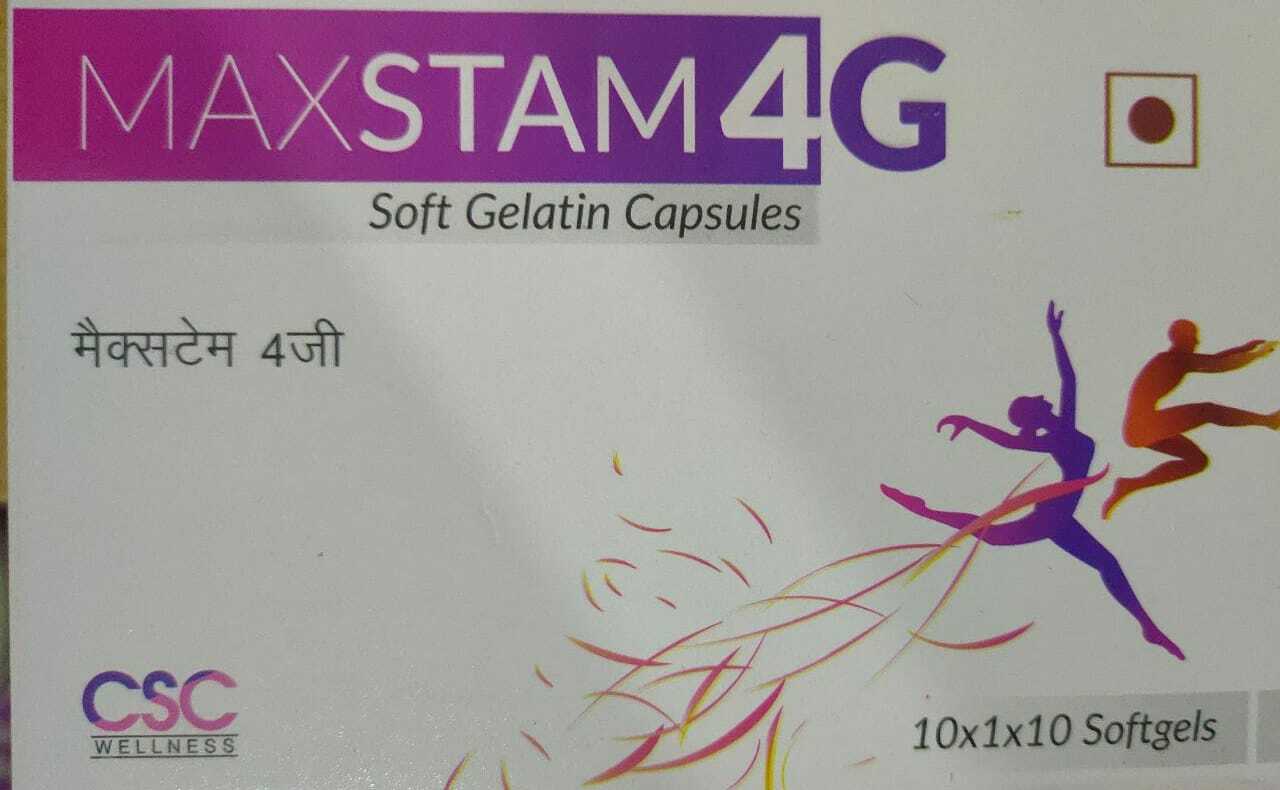 MAXSTAM4G
Soft Gelatin Capsules
मैक्सटेम 4जी
CSC
WELLNESS
10x1x10 Softgels